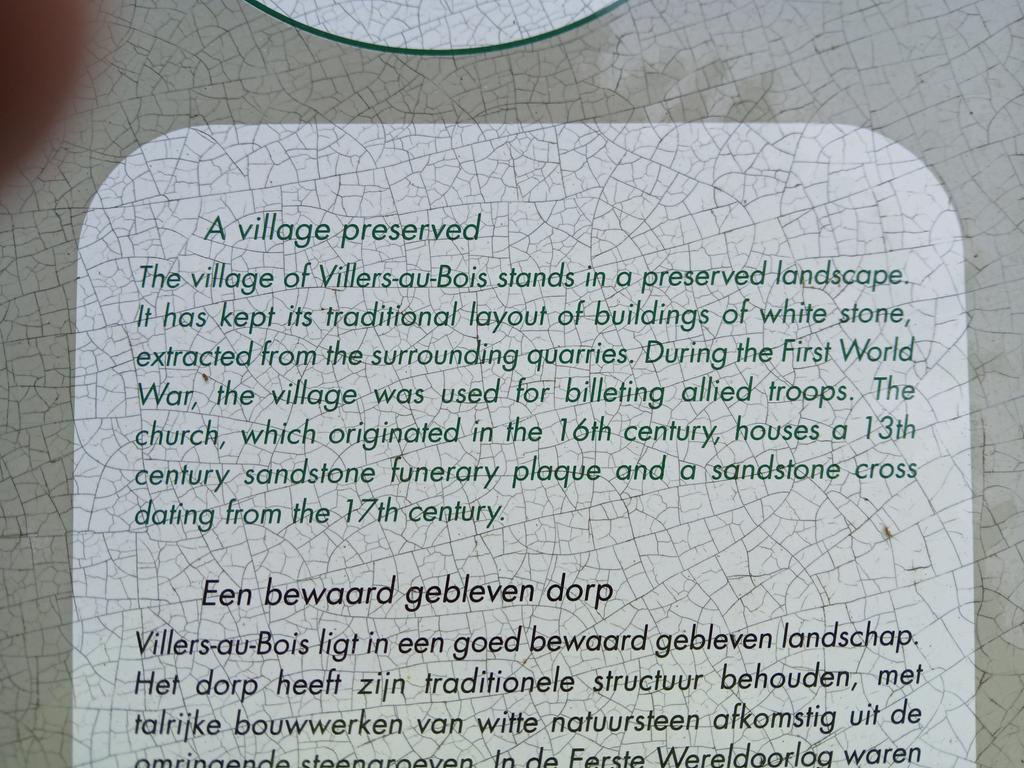 A village preserved
The village of Villers-au-Bois stands in a preserved landscape.
It has kept its traditional layout of buildings of white stone,
extracted from the surrounding quarries. During the First World
War, the village was used for billeting allied troops. The
church, which originated in the 16th century, houses a 13th
century sandstone funerary plaque and a sandstone cross
dating from the 17th century.
Een bewaard gebleven dorp
Villers-au-Bois ligt in een goed bewaard gebleven landschap.
Het dorp heeft zijn traditionele structuur behouden, met
talrijke bouwwerken van witte natuursteen afkomstig uit de
omringende steengroeven. In de Eerste Wereldoorlog waren